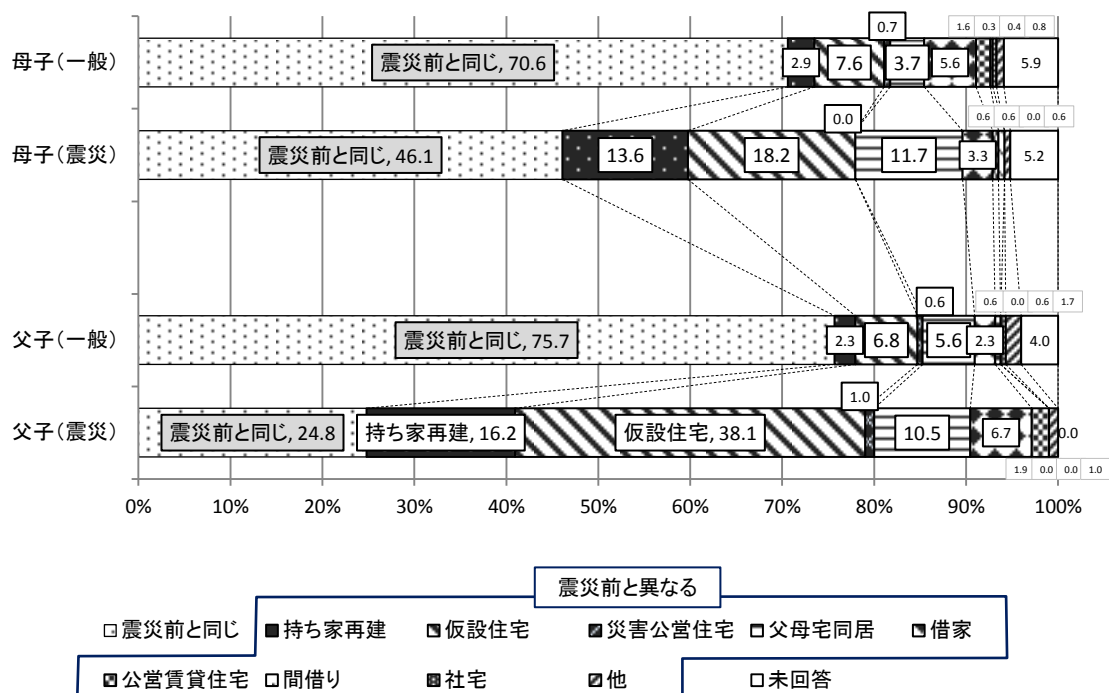 0.7
1.6 0.3 0.4 0.8
母子(一般) 震災前と同じ, 70.6 2.9 7.6 3.7 5.6 5.9
0.0
0.6 0.6 0.0 0.6
母子(震災) 震災前と同じ, 46.1 13.6 18.2 11.7 3.3 5.2
0.6
0.6 0.0 0.6 1.7
父子(一般) 震災前と同じ, 75.7 2.3 6.8 5.6 2.3 4.0
1.0
父子(震災) 震災前と同じ, 24.8 持ち家再建, 16.2 仮設住宅, 38.1 10.5 6.7 0.0
1.9 0.0 0.0 1.0
0% 10% 20% 30% 40% 50% 60% 70% 80% 90% 100%
震災前と異なる
震災前と同じ 持ち家再建 仮設住宅 災害公営住宅 父母宅同居 借家
公営賃貸住宅 間借り 社宅 他 未回答